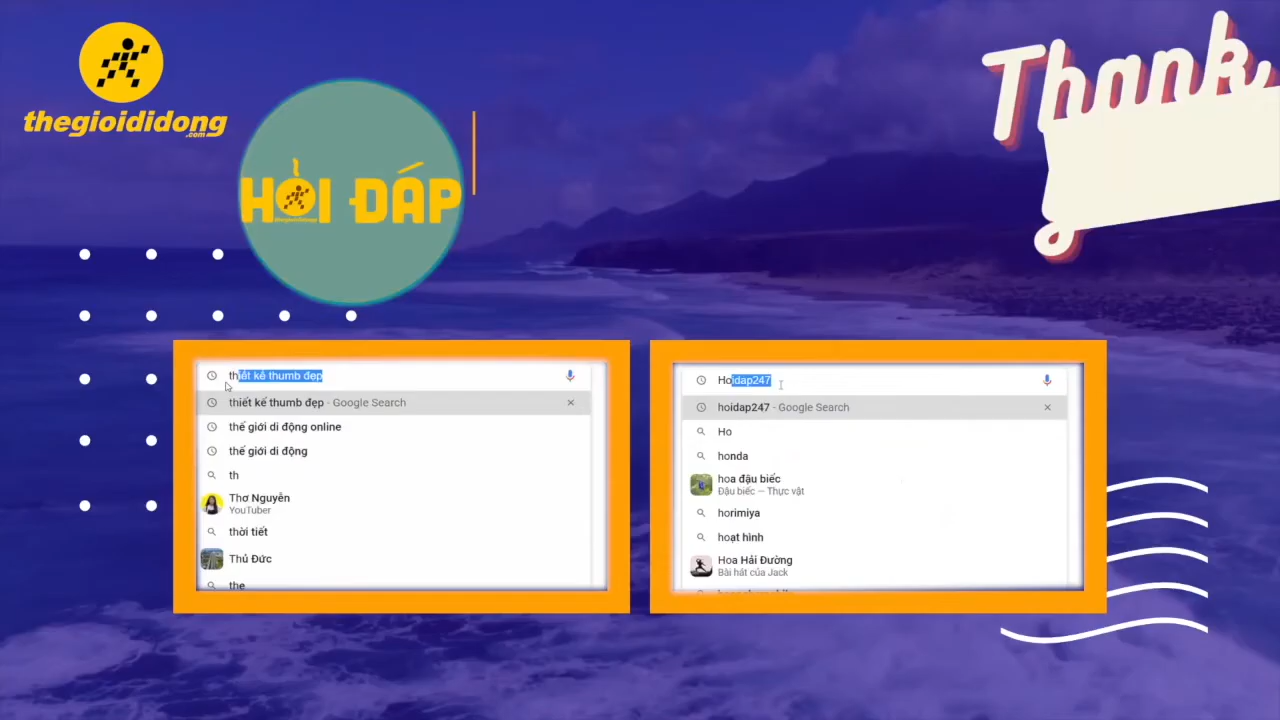 thegioididong
.com
HỎI ĐÁP
Thank
thiết kế thumb đẹp
thiết kế thumb đẹp - Google Search
thế giới di động online
thế giới di động
th
Thơ Nguyễn
YouTuber
thời tiết
Thủ Đức
the
Hoidap247
hoidap247 - Google Search
Ho
honda
hoa đậu biếc
Đậu biếc — Thực vật
horimiya
hoạt hình
Hoa Hải Đường
Bài hát của Jack